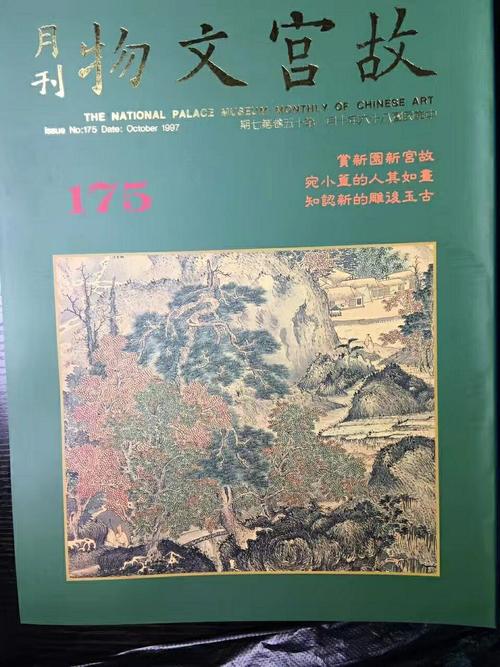 故宮文物
月刊
THE NATIONAL PALACE MUSEUM MONTHLY OF CHINESE ART
Issue No:175 Date: October 1997
中華民國八十六年十月 第十五卷第七期
故宮新園新賞
畫如其人的董小宛
古玉後雕的新認知
175